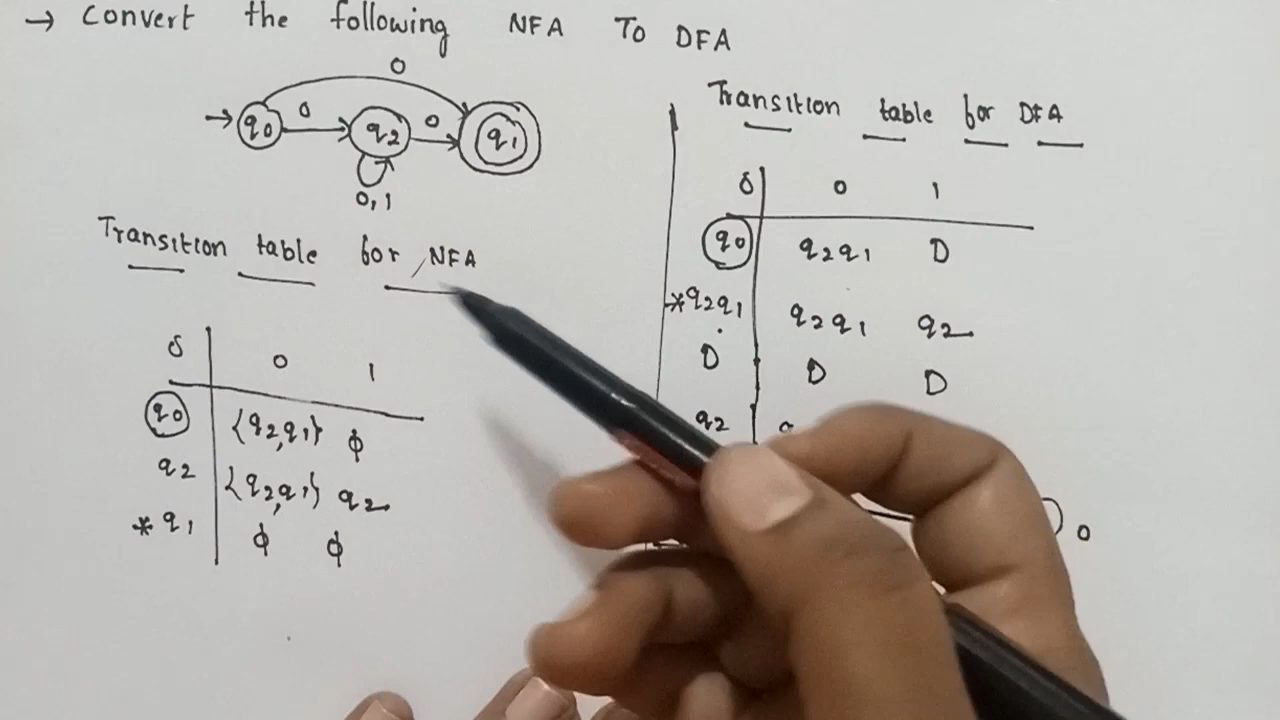 → Convert the following NFA To DFA
0
→ q0 0 q2 0 q1
0,1
Transition table for NFA
δ 0 1
q0 {q2,q1} ϕ
q2 {q2,q1} q2
* q1 ϕ ϕ
Transition table for DFA
δ 0 1
q0 q2q1 D
*q2q1 q2q1 q2
D D D
q2
0